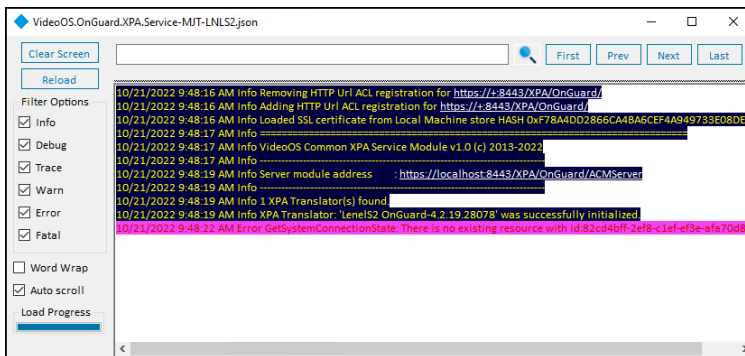 VideoOS.OnGuard.XPA.Service-MJT-LNLS2.json
Clear Screen
First
Prev
Next
Last
Reload
Filter Options
Info
Debug
Trace
Warn
Error
Fatal
Word Wrap
Auto scroll
Load Progress
10/21/2022 9:48:16 AM Info Removing HTTP Url ACL registration for https://+:8443/XPA/OnGuard/
10/21/2022 9:48:16 AM Info Adding HTTP Url ACL registration for https://+:8443/XPA/OnGuard/
10/21/2022 9:48:16 AM Info Loaded SSL certificate from Local Machine store HASH 0xF78A4DD2866CA4BA6CEF4A949733E08DE
10/21/2022 9:48:17 AM Info ================================================================
10/21/2022 9:48:17 AM Info VideoOS Common XPA Service Module v1.0 (c) 2013-2022
10/21/2022 9:48:17 AM Info ----------------------------------------------------------------
10/21/2022 9:48:19 AM Info Server module address : https://localhost:8443/XPA/OnGuard/ACMServer
10/21/2022 9:48:19 AM Info ----------------------------------------------------------------
10/21/2022 9:48:19 AM Info 1 XPA Translator(s) found.
10/21/2022 9:48:19 AM Info XPA Translator: 'LenelS2 OnGuard-4.2.19.28078' was successfully initialized.
10/21/2022 9:48:22 AM Error GetSystemConnectionState: There is no existing resource with id:82cd4bff-2ef8-c1ef-ef3e-afa70d8